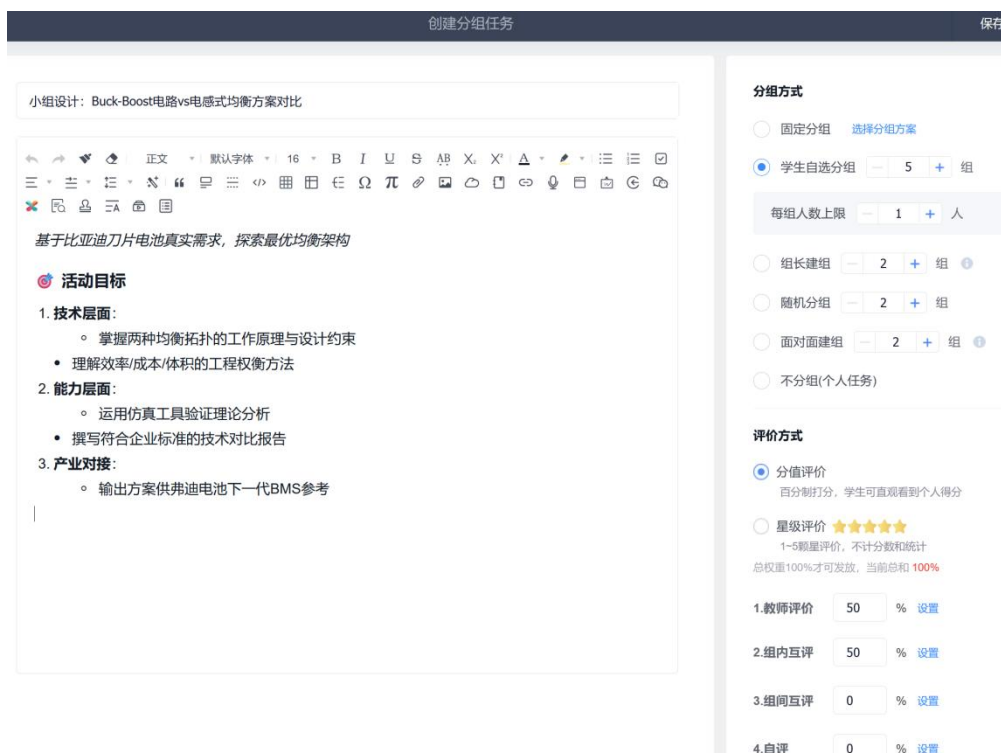 创建分组任务
保存
小组设计：Buck-Boost电路vs电感式均衡方案对比
正文 默认字体 16 B I U S AB X₂ X² A
基于比亚迪刀片电池真实需求，探索最优均衡架构
🎯 活动目标
1. 技术层面：
◦ 掌握两种均衡拓扑的工作原理与设计约束
• 理解效率/成本/体积的工程权衡方法
2. 能力层面：
◦ 运用仿真工具验证理论分析
• 撰写符合企业标准的技术对比报告
3. 产业对接：
◦ 输出方案供弗迪电池下一代BMS参考
分组方式
固定分组 选择分组方案
学生自选分组 － 5 + 组
每组人数上限 － 1 + 人
组长建组 － 2 + 组
随机分组 － 2 + 组
面对面建组 － 2 + 组
不分组(个人任务)
评价方式
分值评价
百分制打分，学生可直观看到个人得分
星级评价
1~5颗星评价，不计分数和统计
总权重100%才可发放，当前总和 100%
1.教师评价 50 % 设置
2.组内互评 50 % 设置
3.组间互评 0 % 设置
4.自评 0 % 设置